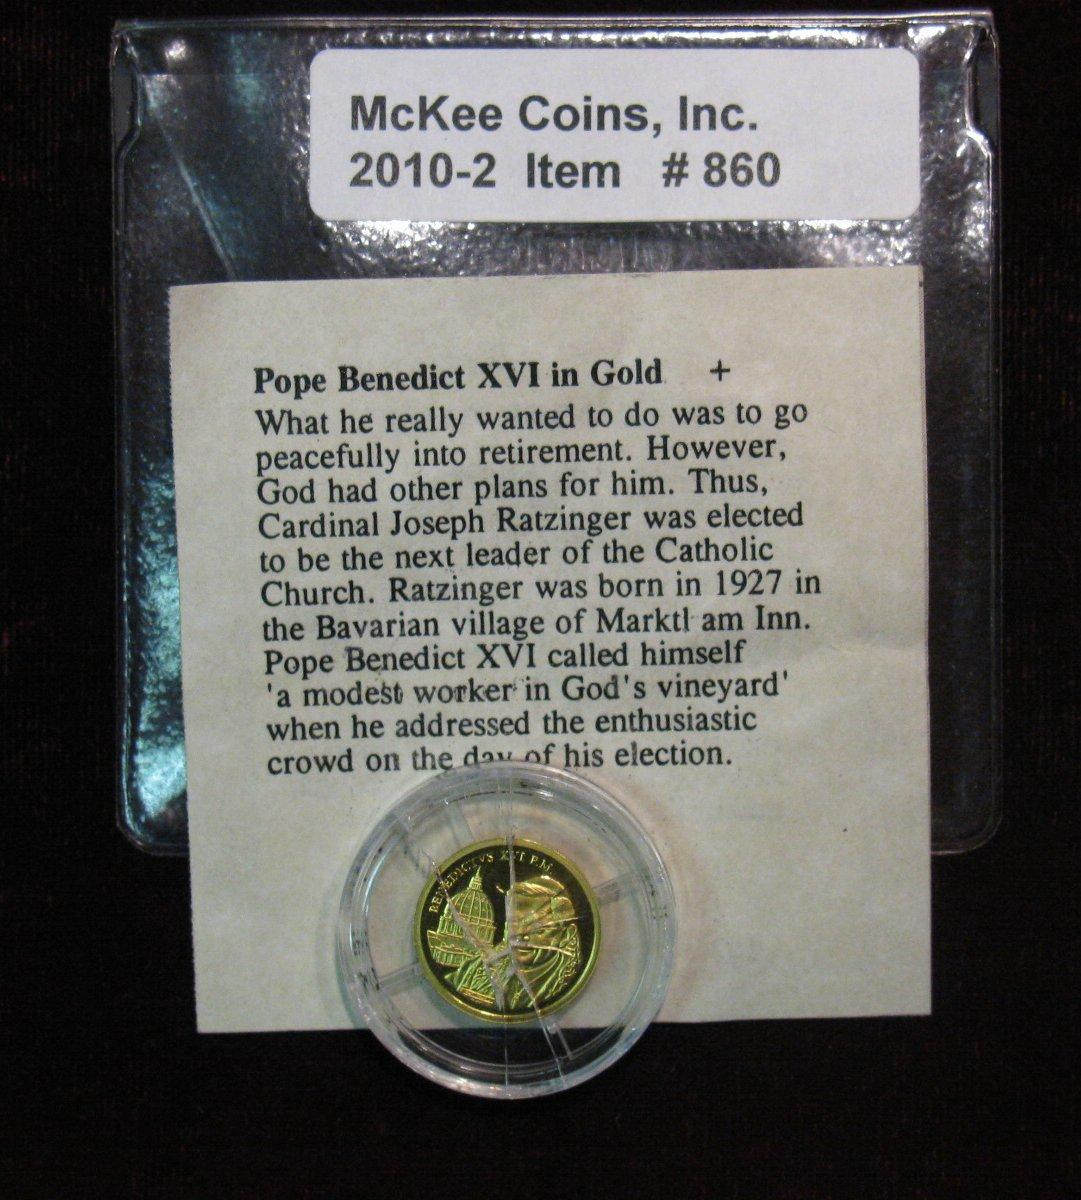 McKee Coins, Inc.
2010-2 Item # 860
Pope Benedict XVI in Gold +
What he really wanted to do was to go
peacefully into retirement. However,
God had other plans for him. Thus,
Cardinal Joseph Ratzinger was elected
to be the next leader of the Catholic
Church. Ratzinger was born in 1927 in
the Bavarian village of Marktl am Inn.
Pope Benedict XVI called himself
'a modest worker in God's vineyard'
when he addressed the enthusiastic
crowd on the day of his election.
BENEDICTVS XVI P.M.